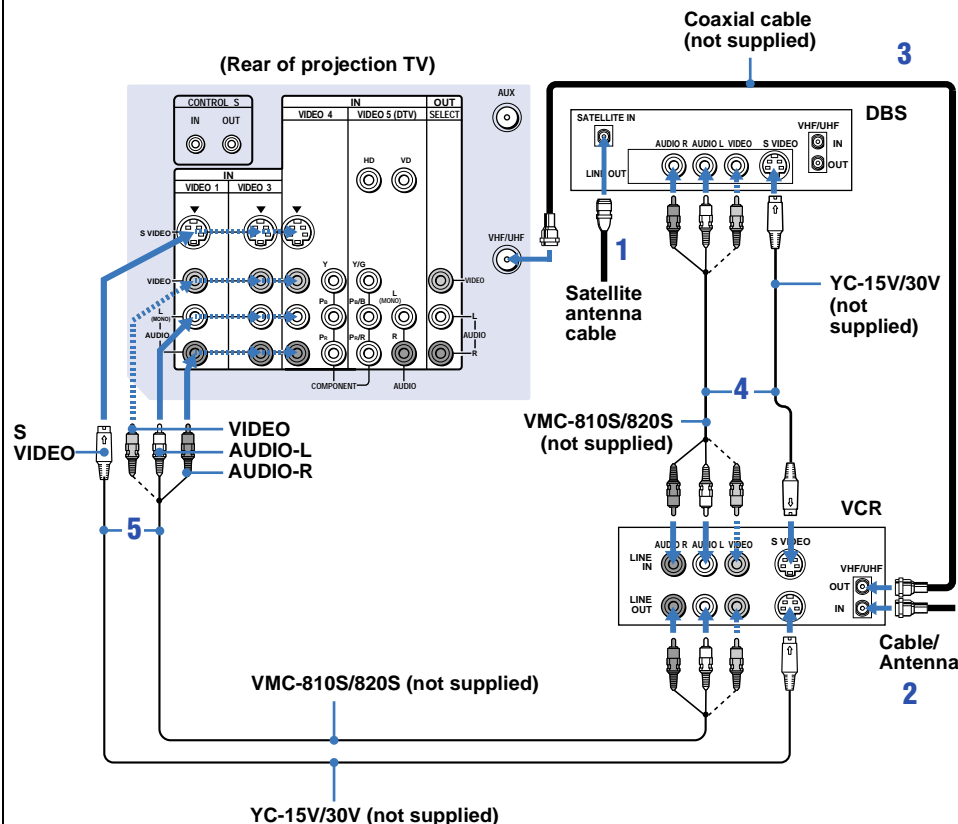 Coaxial cable
(not supplied)
3
(Rear of projection TV)
AUX
CONTROL S
IN OUT
IN
VIDEO 4 VIDEO 5 (DTV)
OUT
SELECT
HD VD
IN
VIDEO 1 VIDEO 3
S VIDEO
VIDEO
L
(MONO)
AUDIO
R
Y Y/G
PB PB/B
PR PR/R
L
(MONO)
R
COMPONENT
AUDIO
VIDEO
L
AUDIO
R
VHF/UHF
DBS
SATELLITE IN
AUDIO R AUDIO L VIDEO S VIDEO
LINE OUT
VHF/UHF
IN
OUT
1
Satellite
antenna
cable
YC-15V/30V
(not
supplied)
4
VMC-810S/820S
(not supplied)
S
VIDEO
VIDEO
AUDIO-L
AUDIO-R
5
VCR
AUDIO R AUDIO L VIDEO S VIDEO
LINE
IN
LINE
OUT
VHF/UHF
OUT
IN
Cable/
Antenna
2
VMC-810S/820S (not supplied)
YC-15V/30V (not supplied)